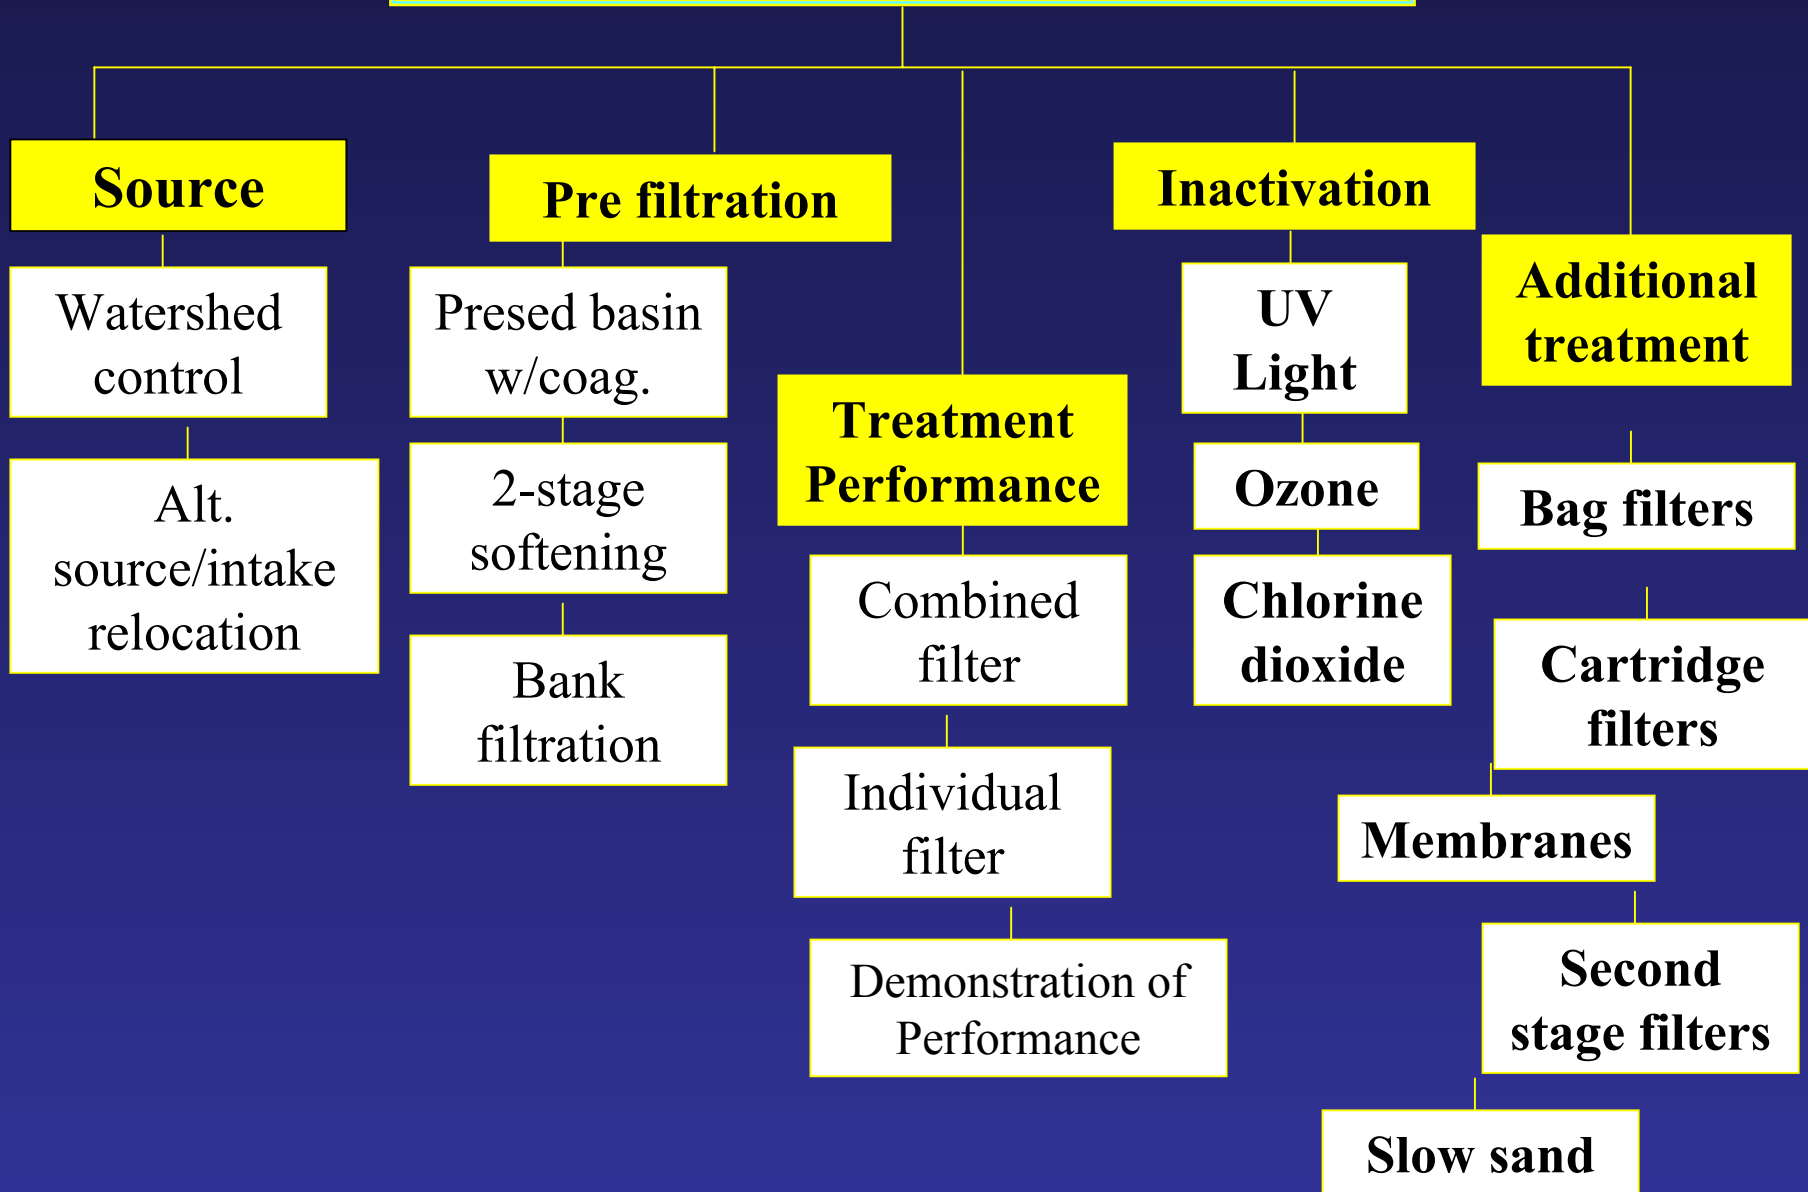 Source
Watershed
control
Alt.
source/intake
relocation
Pre filtration
Presed basin
w/coag.
2-stage
softening
Bank
filtration
Treatment
Performance
Combined
filter
Individual
filter
Demonstration of
Performance
Inactivation
UV
Light
Ozone
Chlorine
dioxide
Additional
treatment
Bag filters
Cartridge
filters
Membranes
Second
stage filters
Slow sand